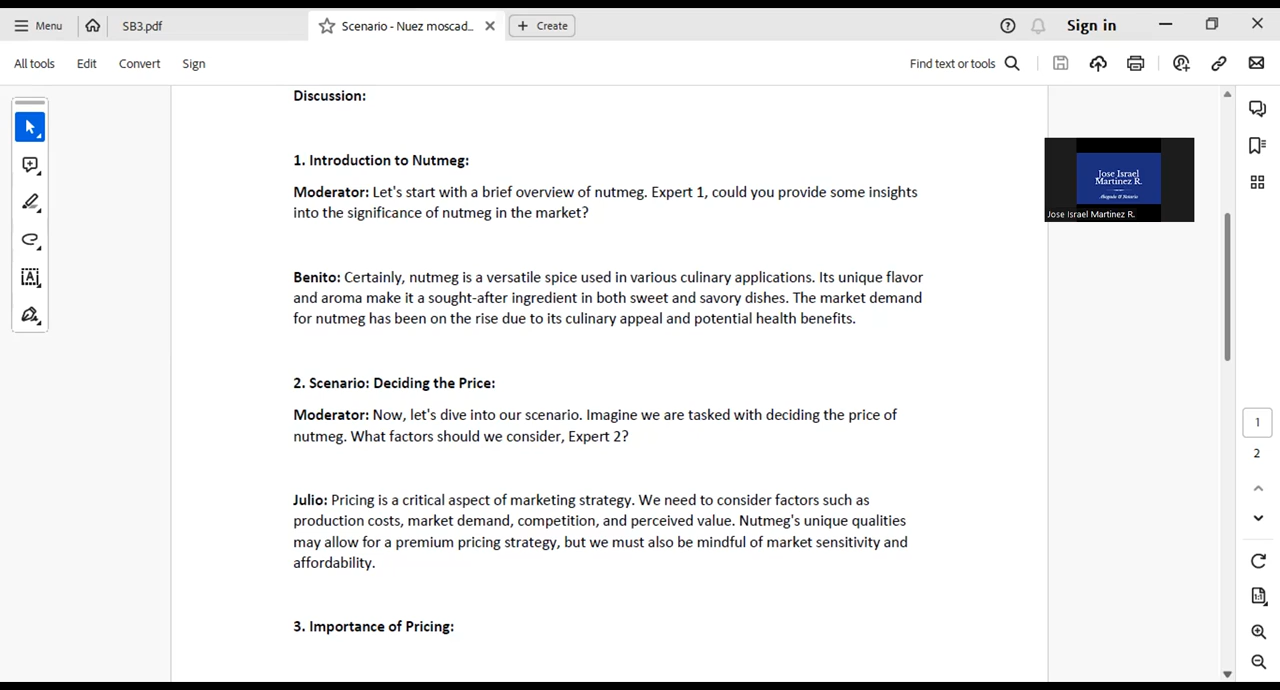 Menu
SB3.pdf
Scenario - Nuez moscad...
Create
Sign in
All tools
Edit
Convert
Sign
Find text or tools
Discussion:
1. Introduction to Nutmeg:
Moderator: Let's start with a brief overview of nutmeg. Expert 1, could you provide some insights
into the significance of nutmeg in the market?
Jose Israel
Martinez R.
Abogado & Notario
Jose Israel Martinez R.
Benito: Certainly, nutmeg is a versatile spice used in various culinary applications. Its unique flavor
and aroma make it a sought-after ingredient in both sweet and savory dishes. The market demand
for nutmeg has been on the rise due to its culinary appeal and potential health benefits.
2. Scenario: Deciding the Price:
Moderator: Now, let's dive into our scenario. Imagine we are tasked with deciding the price of
nutmeg. What factors should we consider, Expert 2?
Julio: Pricing is a critical aspect of marketing strategy. We need to consider factors such as
production costs, market demand, competition, and perceived value. Nutmeg's unique qualities
may allow for a premium pricing strategy, but we must also be mindful of market sensitivity and
affordability.
3. Importance of Pricing:
1
2